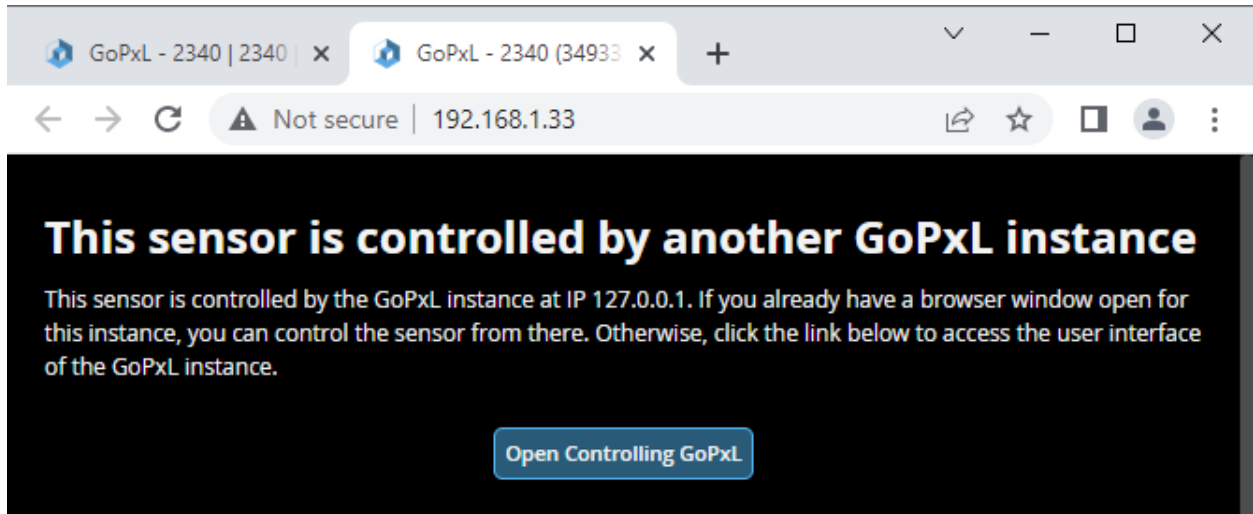 GoPxL - 2340 | 2340 |
GoPxL - 2340 (34933
Not secure | 192.168.1.33
This sensor is controlled by another GoPxL instance
This sensor is controlled by the GoPxL instance at IP 127.0.0.1. If you already have a browser window open for
this instance, you can control the sensor from there. Otherwise, click the link below to access the user interface
of the GoPxL instance.
Open Controlling GoPxL